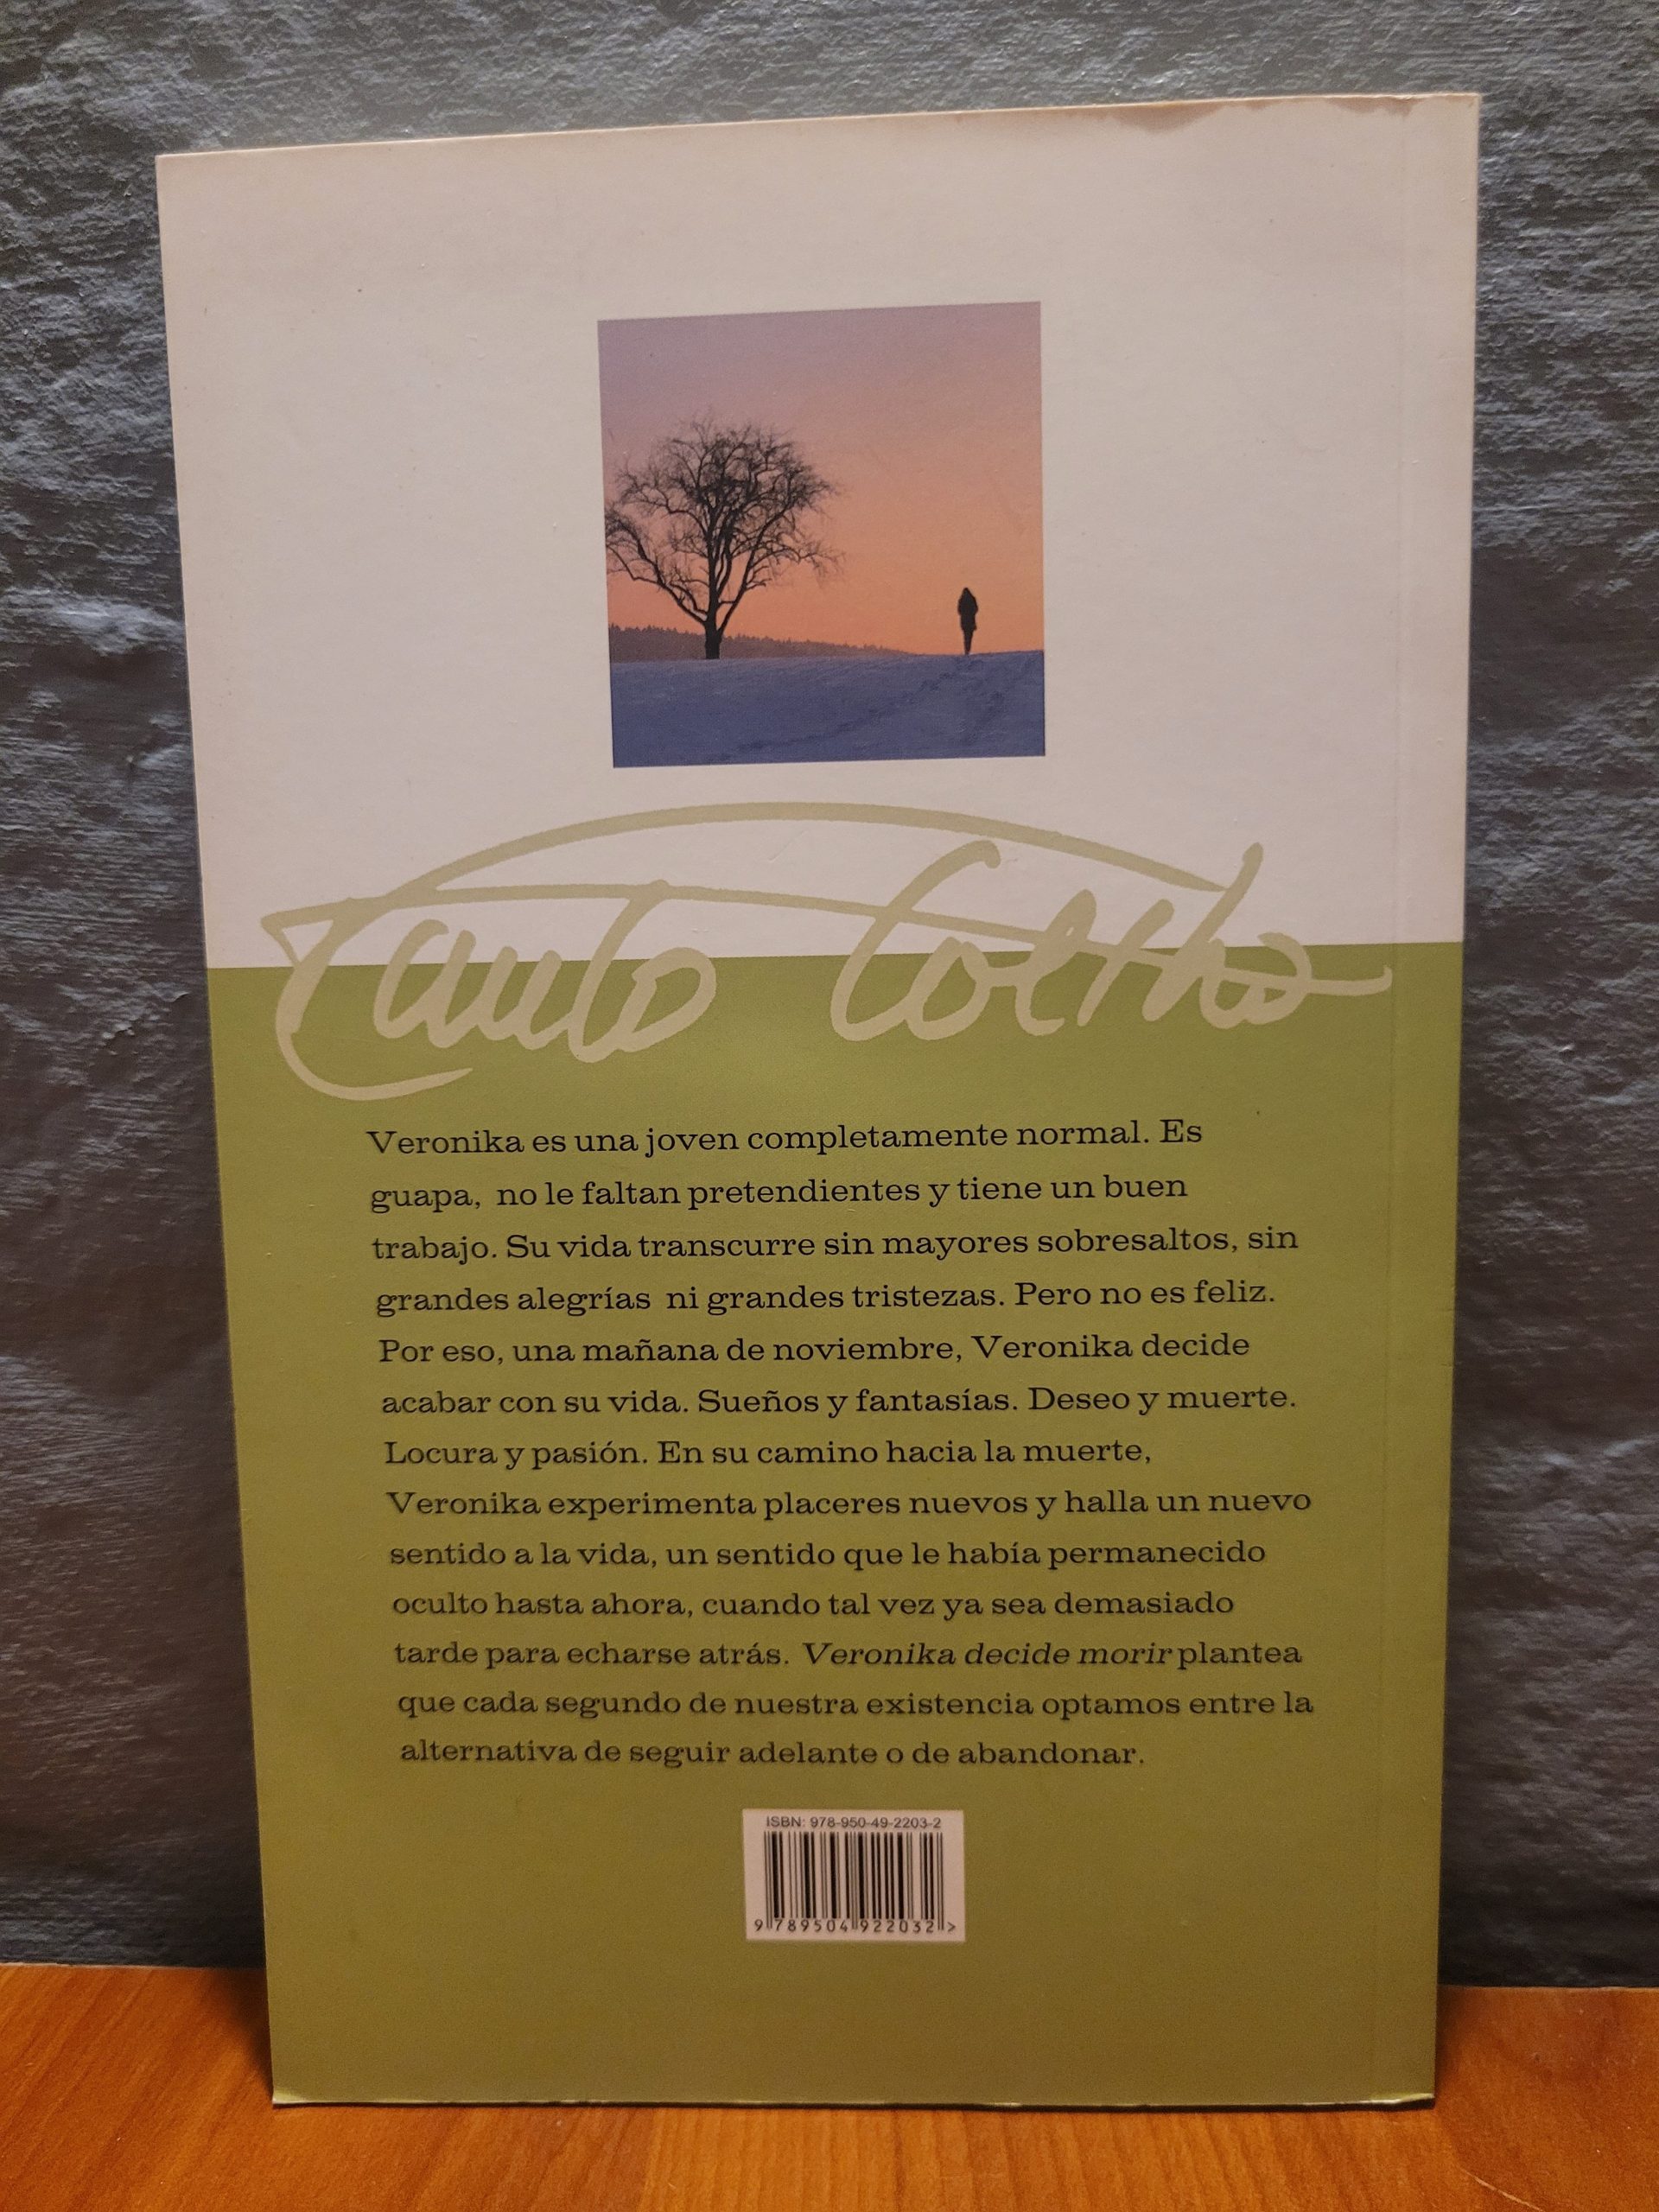 Paulo Coelho
Veronika es una joven completamente normal. Es
guapa, no le faltan pretendientes y tiene un buen
trabajo. Su vida transcurre sin mayores sobresaltos, sin
grandes alegrías ni grandes tristezas. Pero no es feliz.
Por eso, una mañana de noviembre, Veronika decide
acabar con su vida. Sueños y fantasías. Deseo y muerte.
Locura y pasión. En su camino hacia la muerte,
Veronika experimenta placeres nuevos y halla un nuevo
sentido a la vida, un sentido que le había permanecido
oculto hasta ahora, cuando tal vez ya sea demasiado
tarde para echarse atrás. Veronika decide morir plantea
que cada segundo de nuestra existencia optamos entre la
alternativa de seguir adelante o de abandonar.
ISBN: 978-950-49-2203-2
9 789504 922032 >